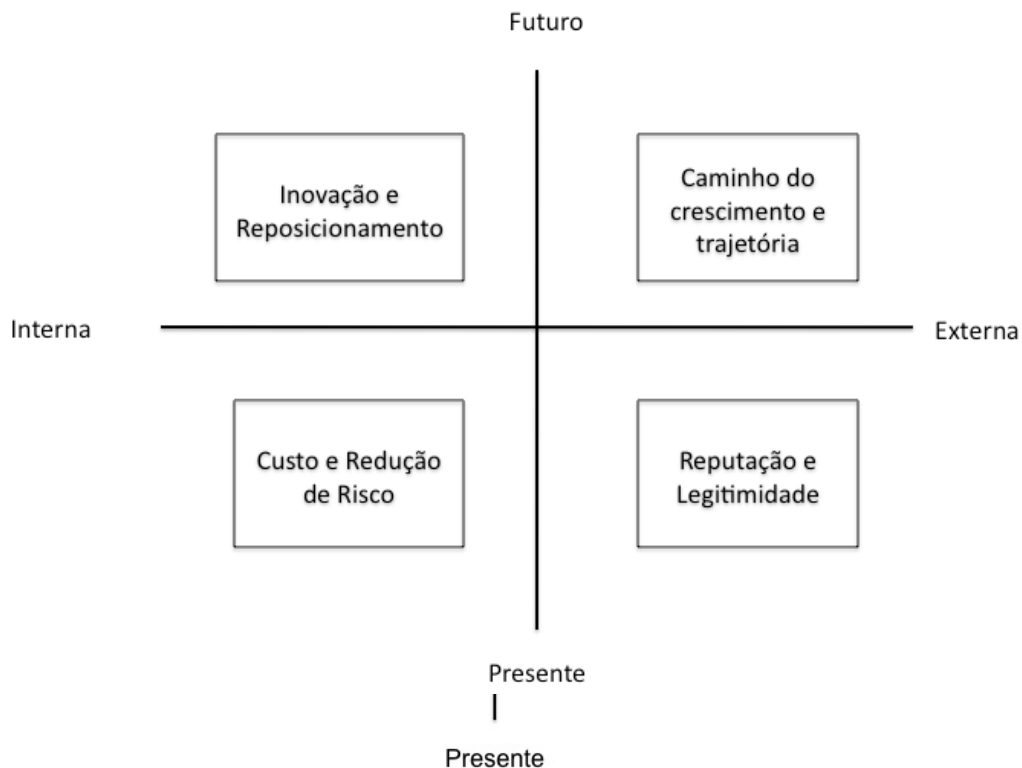 Futuro
Inovação e
Reposicionamento
Caminho do
crescimento e
trajetória
Interna
Externa
Custo e Redução
de Risco
Reputação e
Legitimidade
Presente
Presente